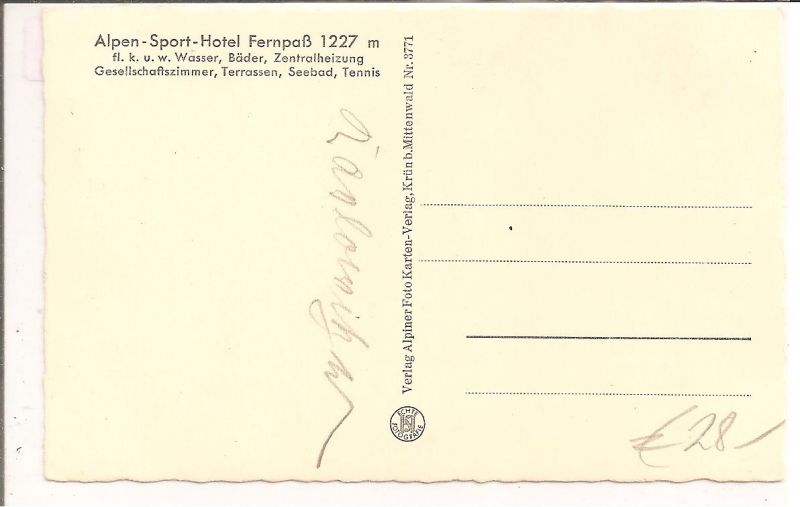 Alpen-Sport-Hotel Fernpaß 1227 m
fl. k. u. w. Wasser, Bäder, Zentralheizung
Gesellschaftszimmer, Terrassen, Seebad, Tennis
Verlag Alpiner Foto Karten-Verlag, Krün b. Mittenwald Nr. 3771
ECHTE
FOTOGRAFIE
€ 28